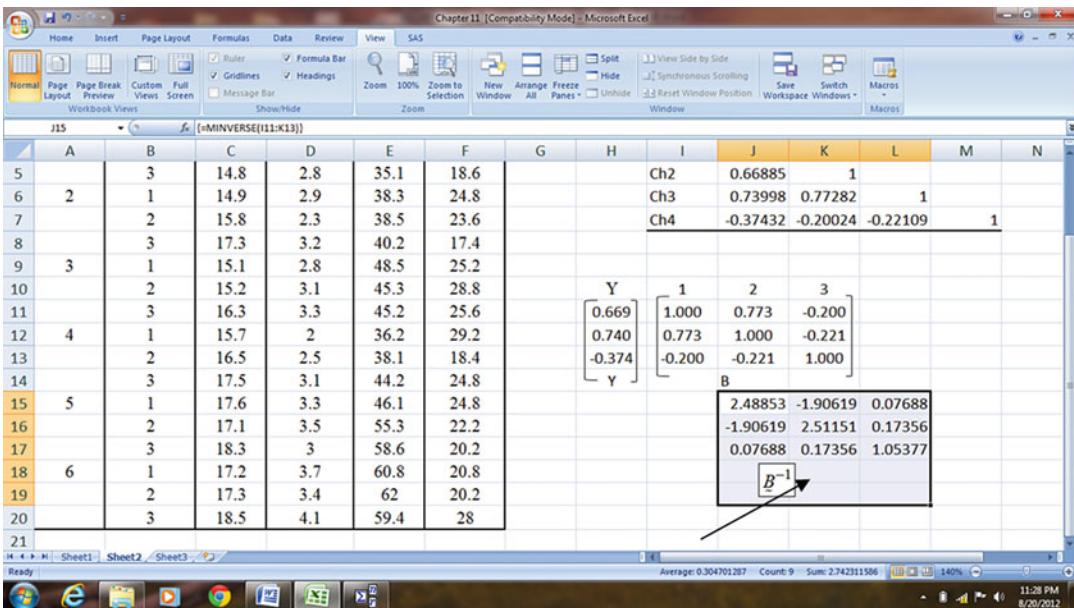 Chapter 11 [Compatibility Mode] - Microsoft Excel
Home Insert Page Layout Formulas Data Review View SAS
Normal Page Layout Page Break Preview Custom Views Full Screen
Workbook Views
Ruler Formula Bar
Gridlines Headings
Message Bar
Show/Hide
Zoom 100% Zoom to Selection
Zoom
New Window Arrange All Freeze Panes
Split
Hide
Unhide
View Side by Side
Synchronous Scrolling
Reset Window Position
Save Workspace Switch Windows
Window
Macros
Macros
J15 fx {=MINVERSE(I11:K13)}
A B C D E F G H I J K L M N
5 3 14.8 2.8 35.1 18.6 Ch2 0.66885 1
6 2 1 14.9 2.9 38.3 24.8 Ch3 0.73998 0.77282 1
7 2 15.8 2.3 38.5 23.6 Ch4 -0.37432 -0.20024 -0.22109 1
8 3 17.3 3.2 40.2 17.4
9 3 1 15.1 2.8 48.5 25.2
10 2 15.2 3.1 45.3 28.8 Y 1 2 3
11 3 16.3 3.3 45.2 25.6 0.669 1.000 0.773 -0.200
12 4 1 15.7 2 36.2 29.2 0.740 0.773 1.000 -0.221
13 2 16.5 2.5 38.1 18.4 -0.374 -0.200 -0.221 1.000
14 3 17.5 3.1 44.2 24.8 Y B
15 5 1 17.6 3.3 46.1 24.8 2.48853 -1.90619 0.07688
16 2 17.1 3.5 55.3 22.2 -1.90619 2.51151 0.17356
17 3 18.3 3 58.6 20.2 0.07688 0.17356 1.05377
18 6 1 17.2 3.7 60.8 20.8 B⁻¹
19 2 17.3 3.4 62 20.2
20 3 18.5 4.1 59.4 28
21
Sheet1 Sheet2 Sheet3
Ready Average: 0.304701287 Count: 9 Sum: 2.742311586 140%
11:28 PM
8/20/2012